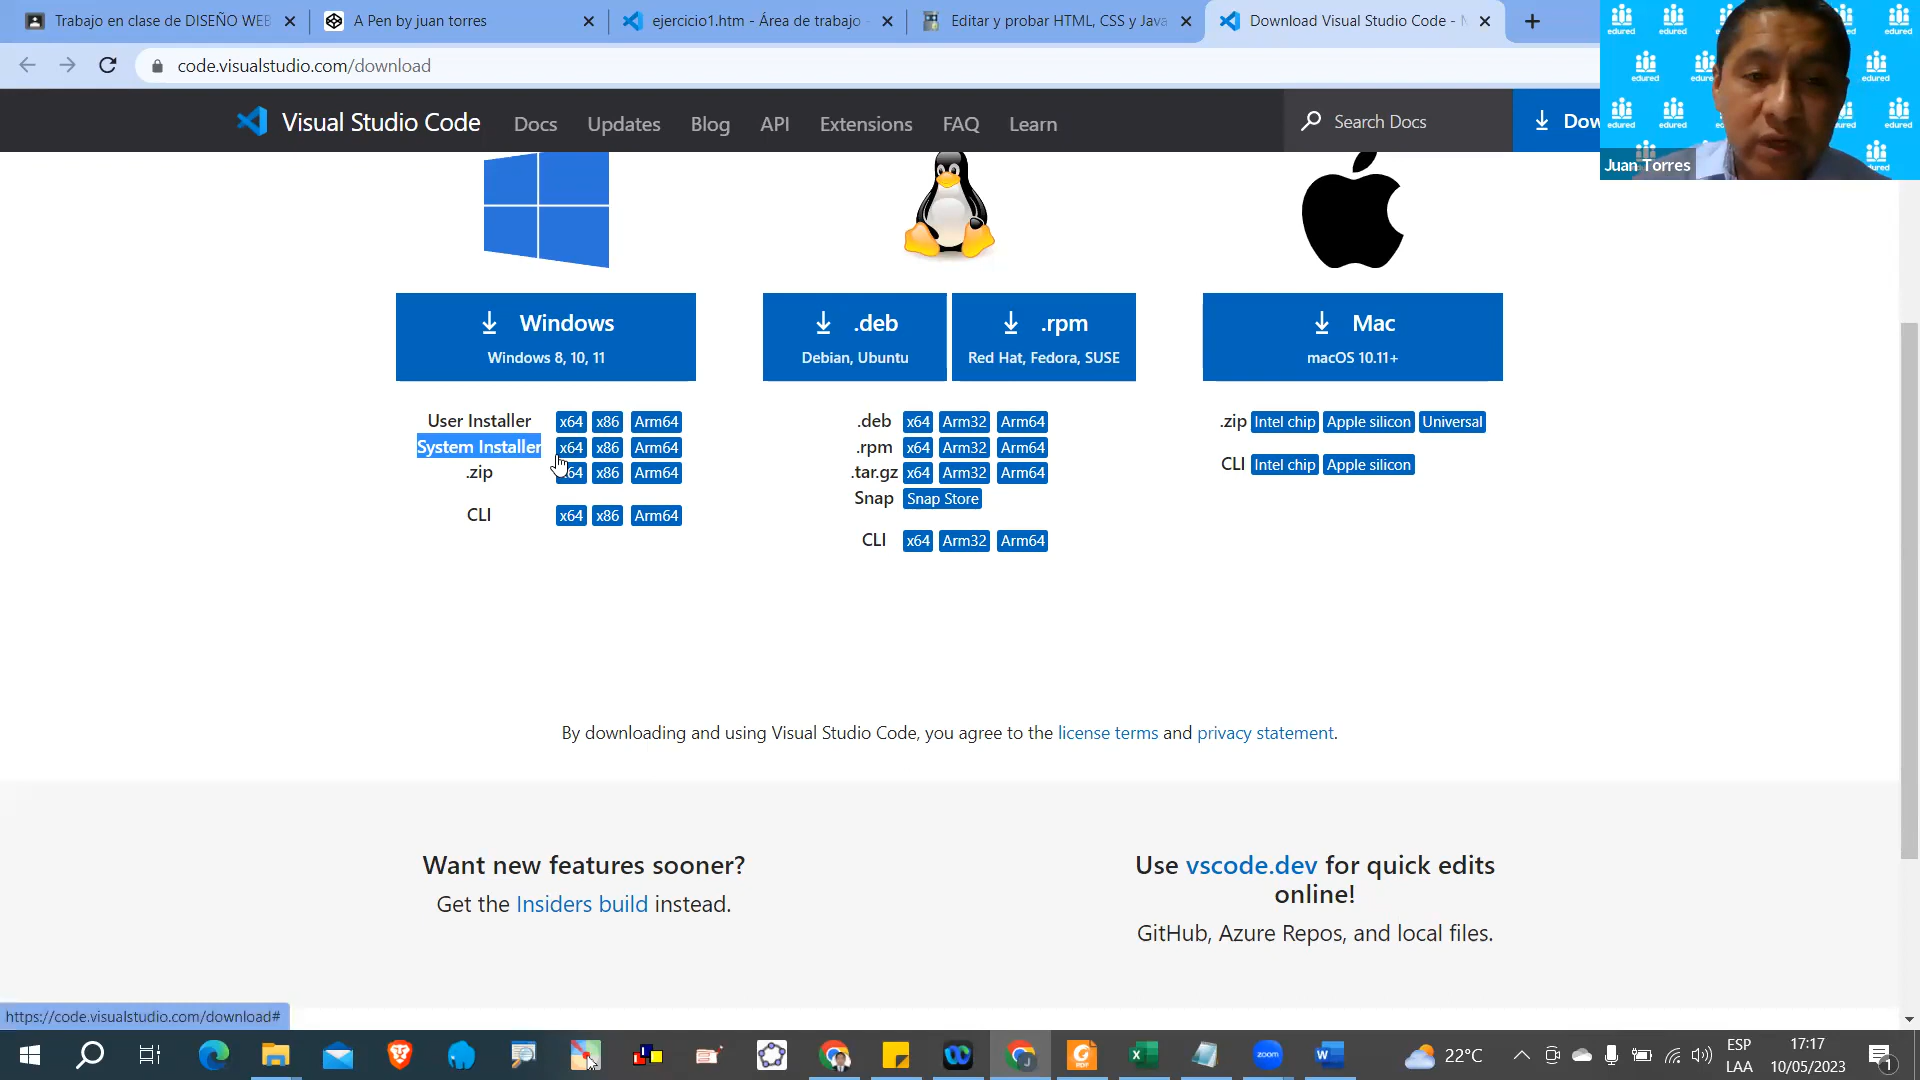 Trabajo en clase de DISEÑO WEB
A Pen by juan torres
ejercicio1.htm - Área de trabajo
Editar y probar HTML, CSS y Java
Download Visual Studio Code -
code.visualstudio.com/download
Visual Studio Code
Docs
Updates
Blog
API
Extensions
FAQ
Learn
Search Docs
Dow
edured
Juan Torres
Windows
Windows 8, 10, 11
.deb
Debian, Ubuntu
.rpm
Red Hat, Fedora, SUSE
Mac
macOS 10.11+
User Installer x64 x86 Arm64
System Installer x64 x86 Arm64
.zip x64 x86 Arm64
CLI x64 x86 Arm64
.deb x64 Arm32 Arm64
.rpm x64 Arm32 Arm64
.tar.gz x64 Arm32 Arm64
Snap Snap Store
CLI x64 Arm32 Arm64
.zip Intel chip Apple silicon Universal
CLI Intel chip Apple silicon
By downloading and using Visual Studio Code, you agree to the license terms and privacy statement.
Want new features sooner?
Get the Insiders build instead.
Use vscode.dev for quick edits
online!
GitHub, Azure Repos, and local files.
https://code.visualstudio.com/download#
zoom
22°C
ESP
LAA
17:17
10/05/2023
1